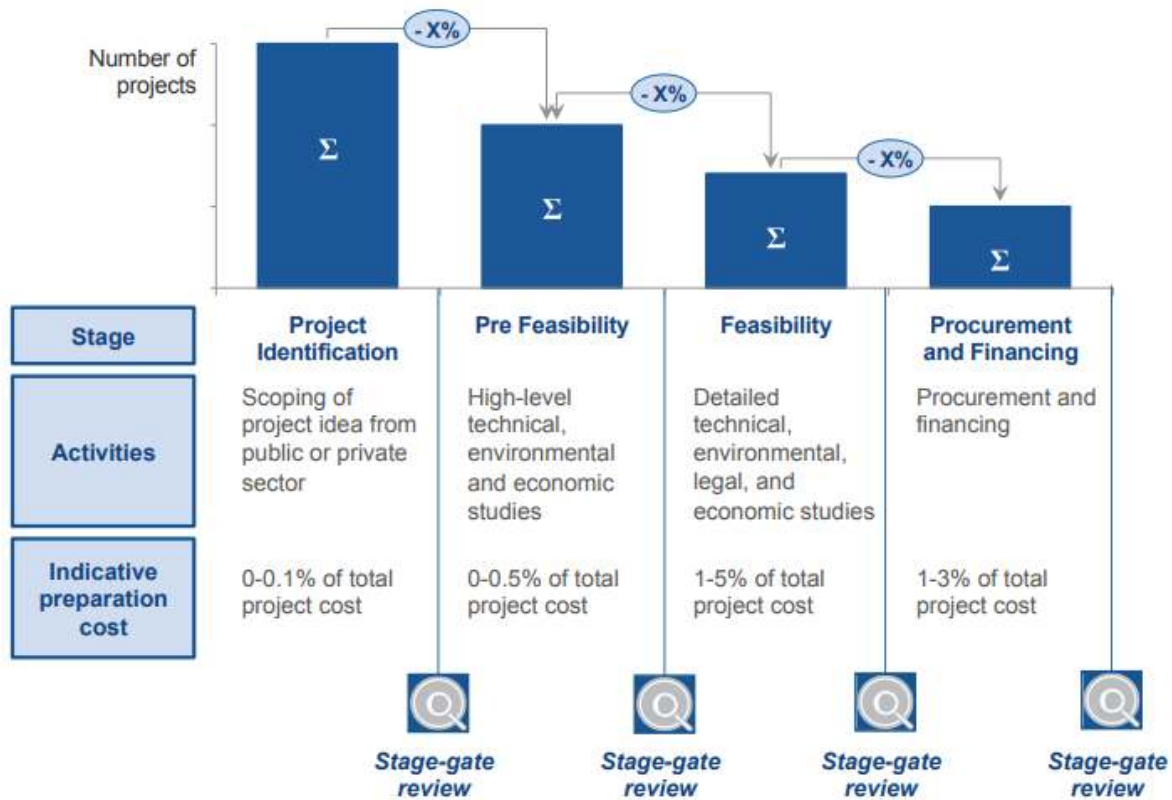 - X%
Number of
projects
- X%
- X%
Σ
Σ
Σ
Σ
Stage
Project
Identification
Pre Feasibility
Feasibility
Procurement
and Financing
Activities
Scoping of
project idea from
public or private
sector
High-level
technical,
environmental
and economic
studies
Detailed
technical,
environmental,
legal, and
economic studies
Procurement and
financing
Indicative
preparation
cost
0-0.1% of total
project cost
0-0.5% of total
project cost
1-5% of total
project cost
1-3% of total
project cost
Q
Q
Q
Q
Stage-gate
review
Stage-gate
review
Stage-gate
review
Stage-gate
review